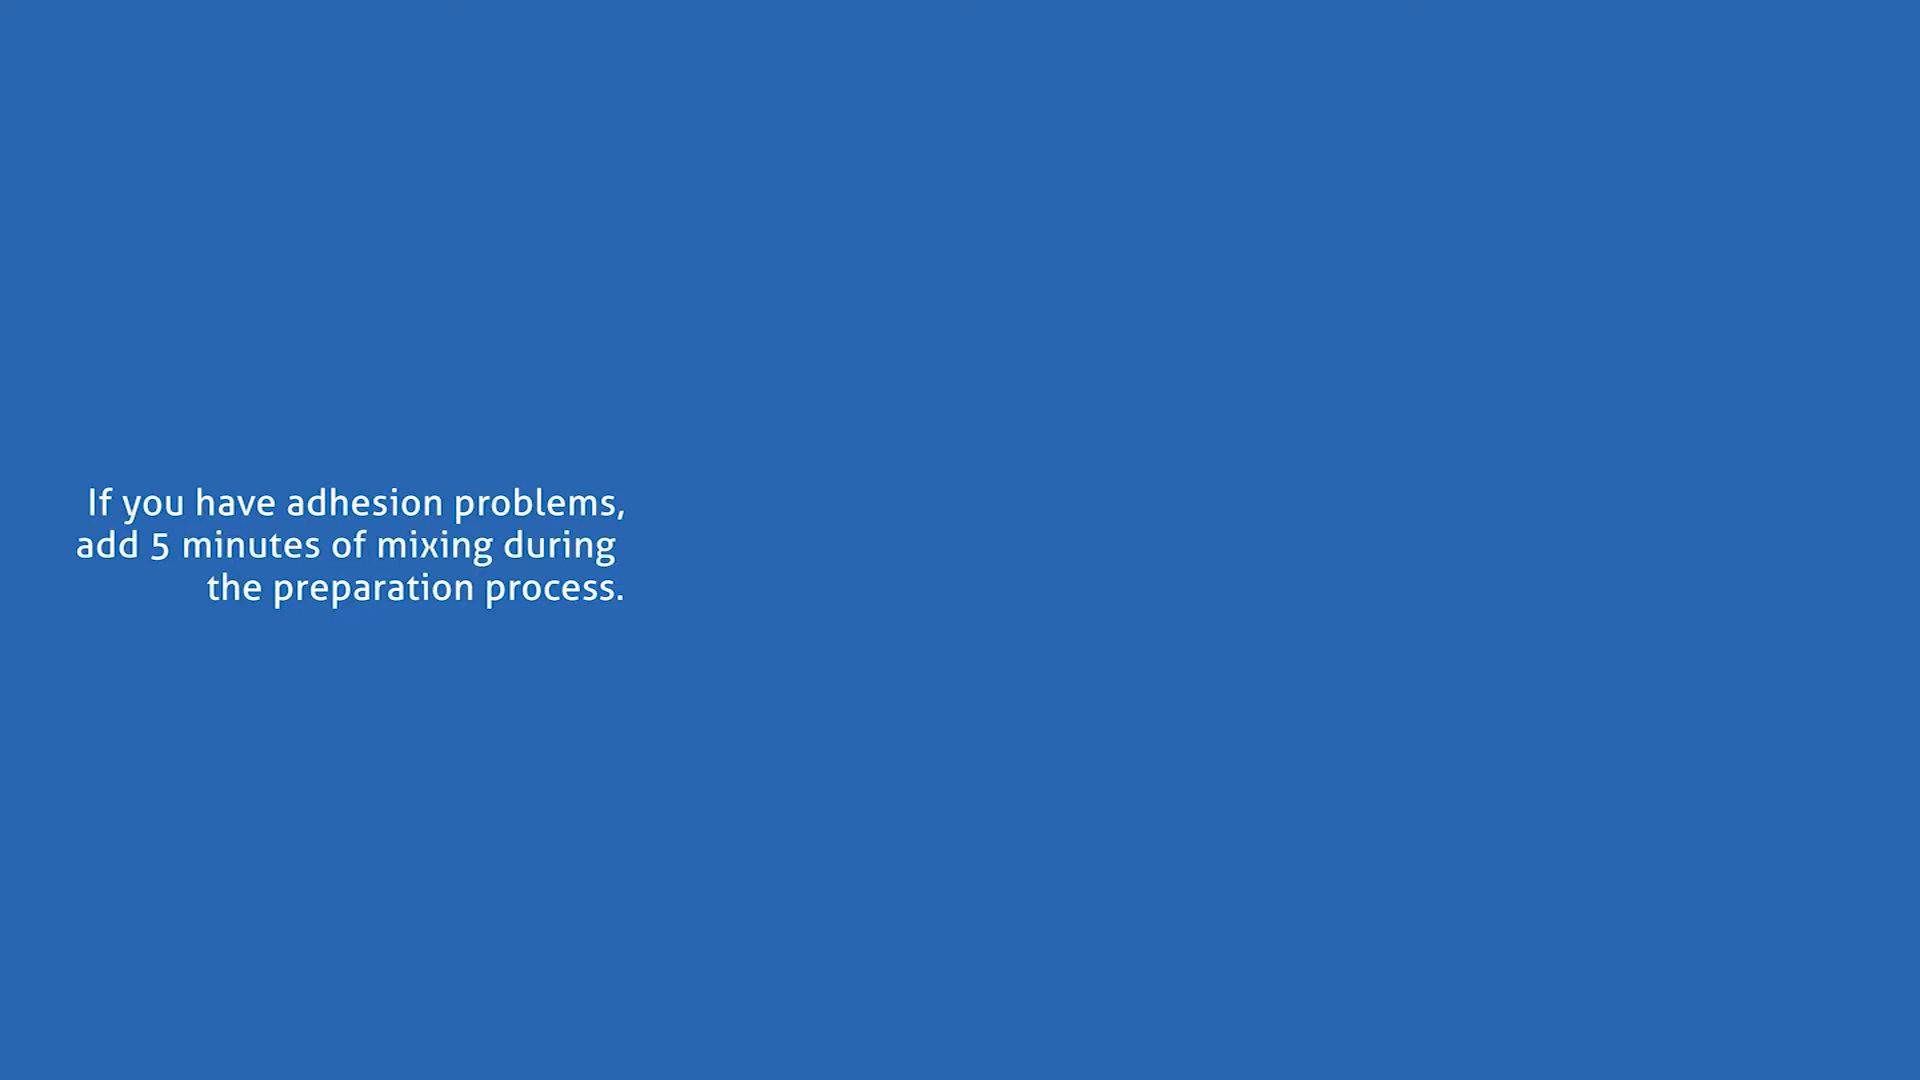 If you have adhesion problems,
add 5 minutes of mixing during
the preparation process.